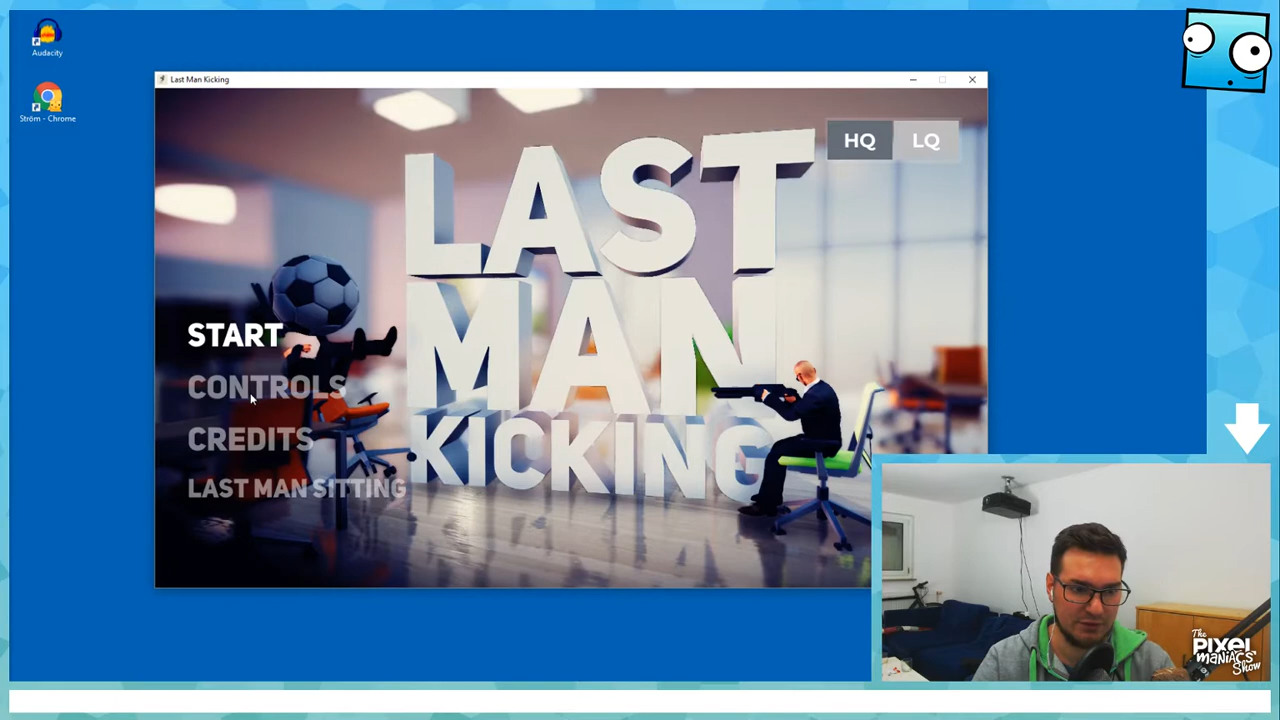 Audacity
Ström - Chrome
Last Man Kicking
HQ LQ
LAST
MAN
KICKING
START
CONTROLS
CREDITS
LAST MAN SITTING
The
PiXel
maniacs
Show